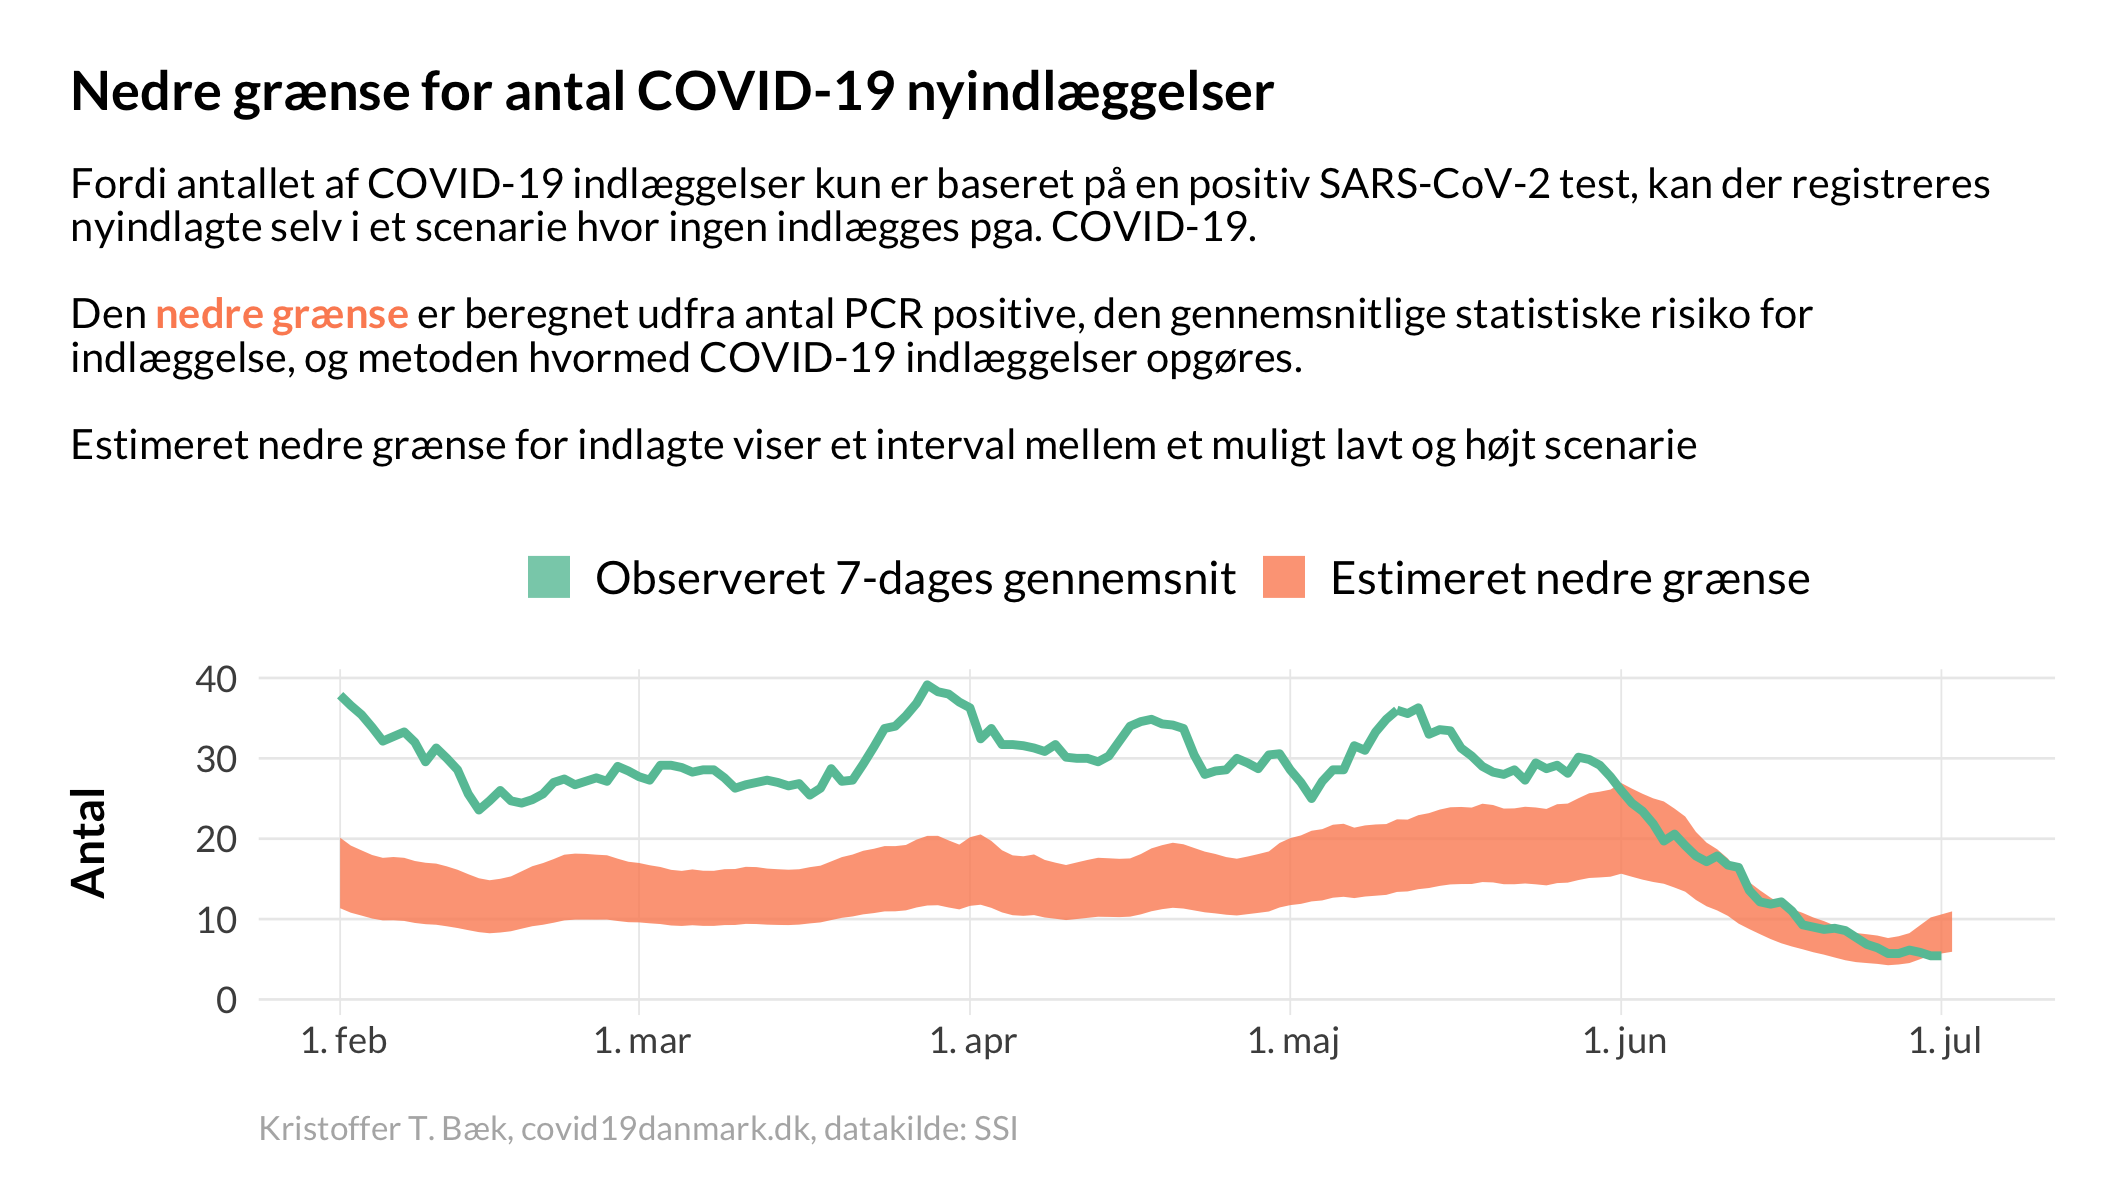 Nedre grænse for antal COVID-19 nyindlæggelser
Fordi antallet af COVID-19 indlæggelser kun er baseret på en positiv SARS-CoV-2 test, kan der registreres
nyindlagte selv i et scenarie hvor ingen indlægges pga. COVID-19.
Den nedre grænse er beregnet udfra antal PCR positive, den gennemsnitlige statistiske risiko for
indlæggelse, og metoden hvormed COVID-19 indlæggelser opgøres.
Estimeret nedre grænse for indlagte viser et interval mellem et muligt lavt og højt scenarie
Observeret 7-dages gennemsnit Estimeret nedre grænse
Antal
40
30
20
10
0
1. feb 1. mar 1. apr 1. maj 1. jun 1. jul
Kristoffer T. Bæk, covid19danmark.dk, datakilde: SSI